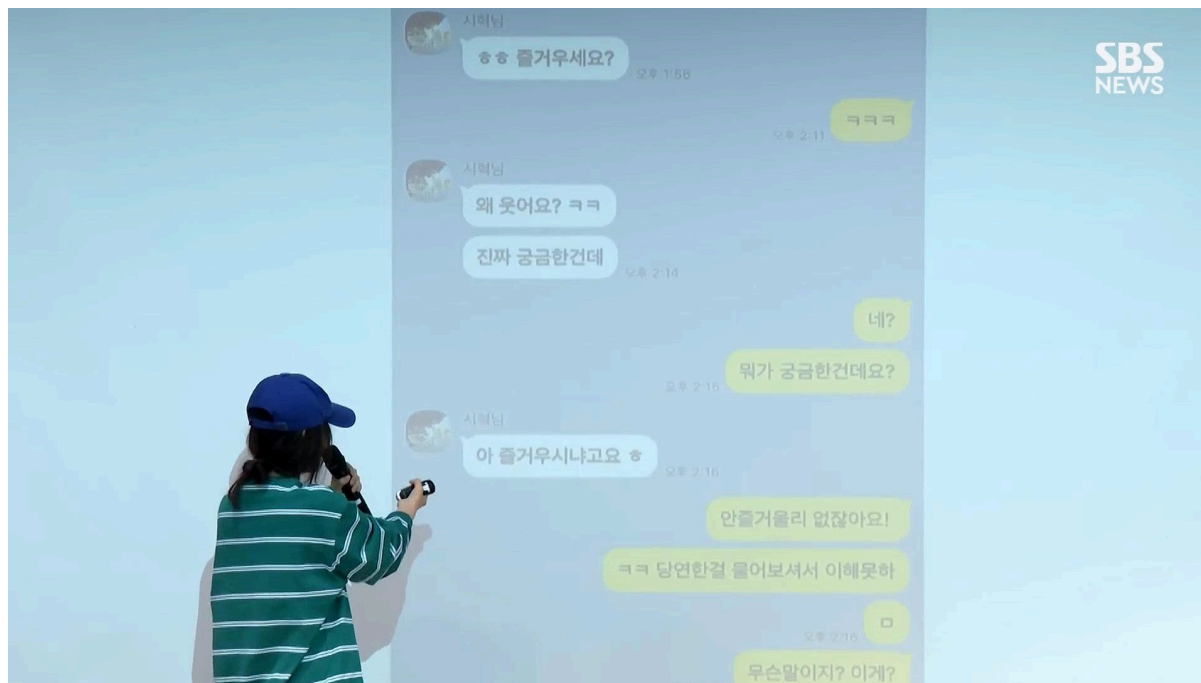 시혁님
ㅎㅎ 즐거우세요?
오후 1:56
SBS
NEWS
ㅋㅋㅋ
오후 2:11
시혁님
왜 웃어요? ㅋㅋ
진짜 궁금한건데
오후 2:14
네?
뭐가 궁금한건데요?
오후 2:15
시혁님
아 즐거우시냐고요 ㅎ
오후 2:16
안즐거울리 없잖아요!
ㅋㅋ 당연한걸 물어보셔서 이해못하
ㅁ
오후 2:16
무슨말이지? 이게?